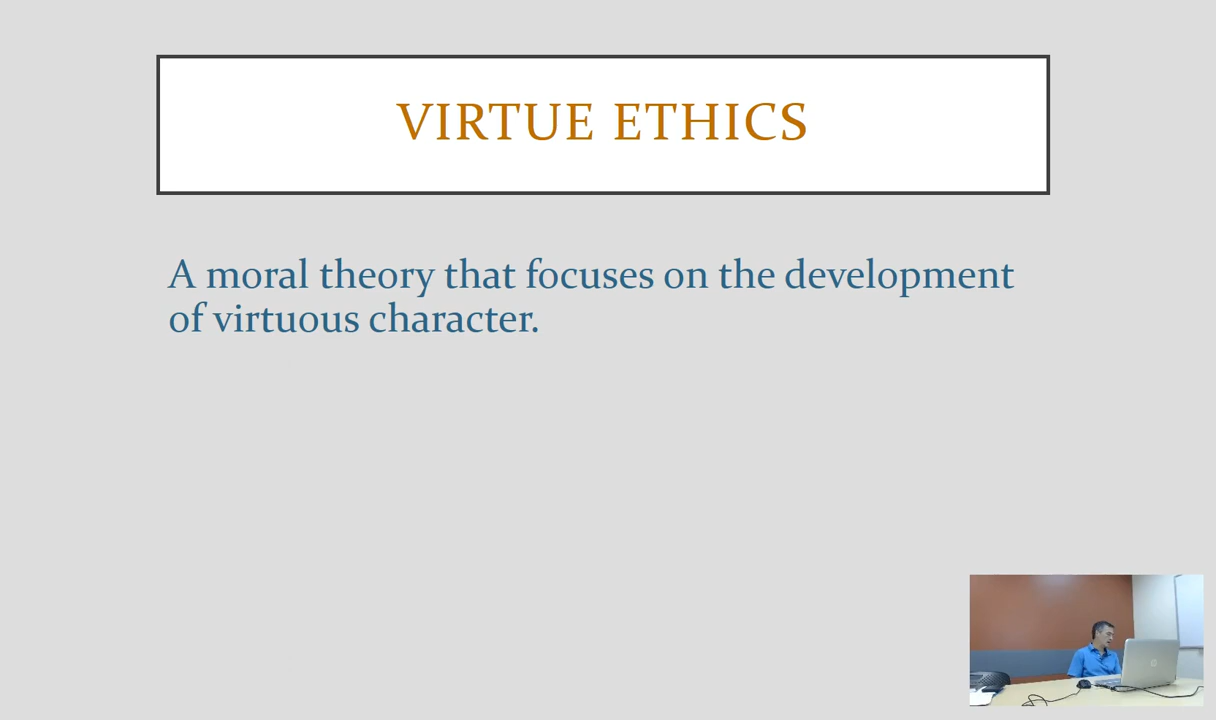 VIRTUE ETHICS
A moral theory that focuses on the development
of virtuous character.